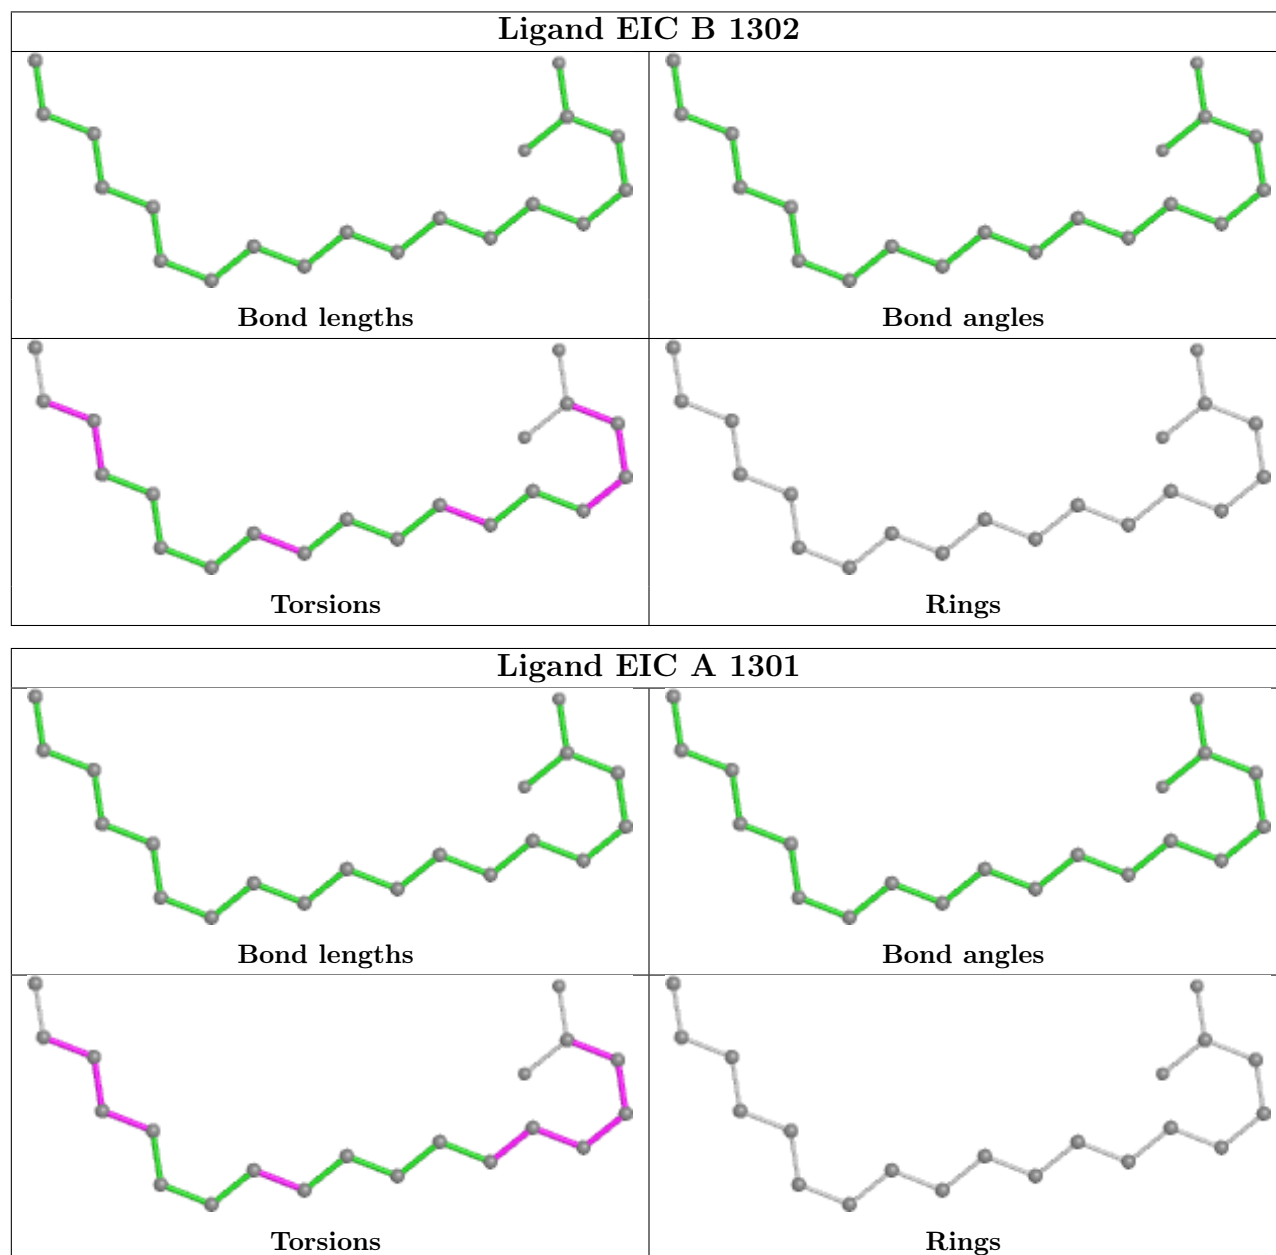 Ligand EIC B 1302
Bond lengths
Bond angles
Torsions
Rings
Ligand EIC A 1301
Bond lengths
Bond angles
Torsions
Rings